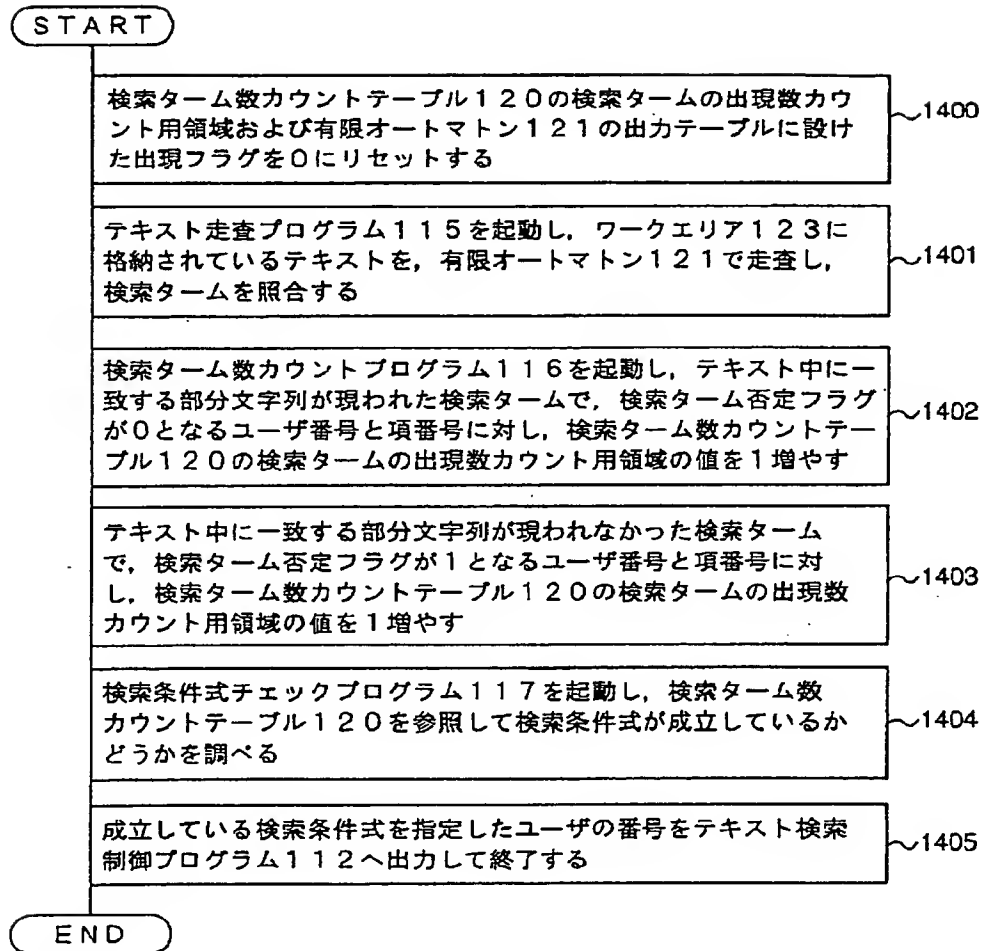 START
検索ターム数カウントテーブル120の検索タームの出現数カウ
ント用領域および有限オートマトン121の出力テーブルに設け
た出現フラグを0にリセットする
1400
テキスト走査プログラム115を起動し，ワークエリア123に
格納されているテキストを，有限オートマトン121で走査し，
検索タームを照合する
1401
検索ターム数カウントプログラム116を起動し，テキスト中に一
致する部分文字列が現われた検索タームで，検索ターム否定フラグ
が0となるユーザ番号と項番号に対し，検索ターム数カウントテー
ブル120の検索タームの出現数カウント用領域の値を1増やす
1402
テキスト中に一致する部分文字列が現われなかった検索ターム
で，検索ターム否定フラグが1となるユーザ番号と項番号に対
し，検索ターム数カウントテーブル120の検索タームの出現数
カウント用領域の値を1増やす
1403
検索条件式チェックプログラム117を起動し，検索ターム数
カウントテーブル120を参照して検索条件式が成立しているか
どうかを調べる
1404
成立している検索条件式を指定したユーザの番号をテキスト検索
制御プログラム112へ出力して終了する
1405
END